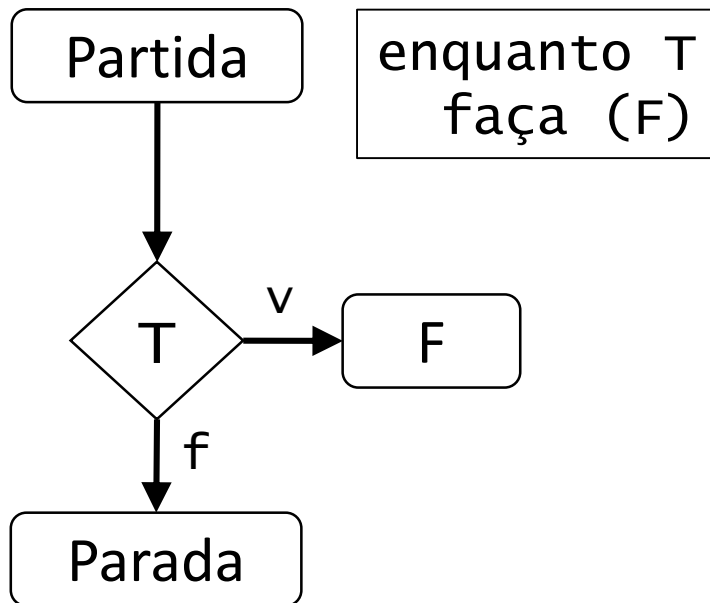 Partida
enquanto T
faça (F)
T
v
F
f
Parada